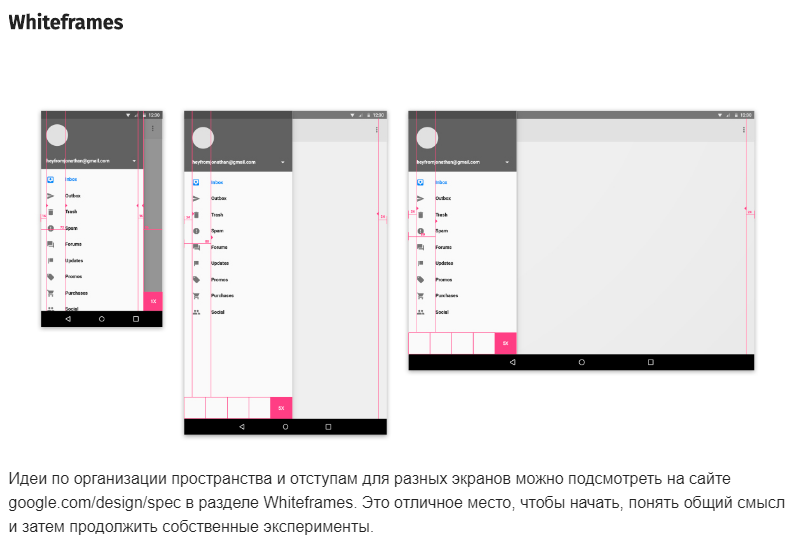 Whiteframes
12:30
heyfromjonathan@gmail.com
Inbox
Outbox
Trash
Spam
Forums
Updates
Promos
Purchases
Social
5X
12:30
heyfromjonathan@gmail.com
Inbox
Outbox
Trash
Spam
Forums
Updates
Promos
Purchases
Social
5X
12:30
heyfromjonathan@gmail.com
Inbox
Outbox
Trash
Spam
Forums
Updates
Promos
Purchases
Social
5X
Идеи по организации пространства и отступам для разных экранов можно подсмотреть на сайте
google.com/design/spec в разделе Whiteframes. Это отличное место, чтобы начать, понять общий смысл
и затем продолжить собственные эксперименты.